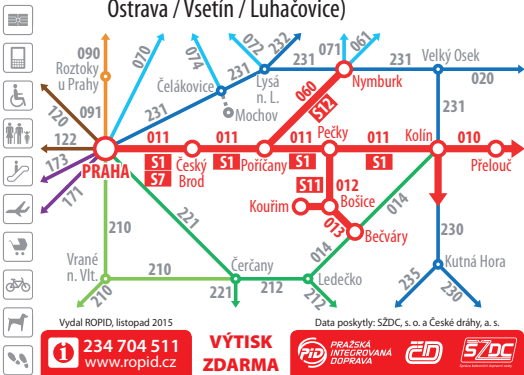 Ostrava / Vsetín / Luhačovice)
090
070
074
072
232
071
061
Roztoky
u Prahy
Čelákovice
231
Lysá
n. L.
231
231
Velký Osek
020
Nymburk
060
S12
091
120
231
Mochov
231
122
011
011
011
Pečky
011
Kolín
010
PRAHA
S1
S7
Český
Brod
S1
Poříčany
S1
S1
Přelouč
173
171
S11
012
Kouřim
Bošice
013
014
Bečváry
210
221
014
230
Vrané
n. Vlt.
210
Čerčany
212
Ledečko
Kutná Hora
210
221
212
235
230
Vydal ROPID, listopad 2015
Data poskytly: SŽDC, s. o. a České dráhy, a. s.
234 704 511
www.ropid.cz
VÝTISK
ZDARMA
PID
PRAŽSKÁ
INTEGROVANÁ
DOPRAVA
ČD
SŽDC